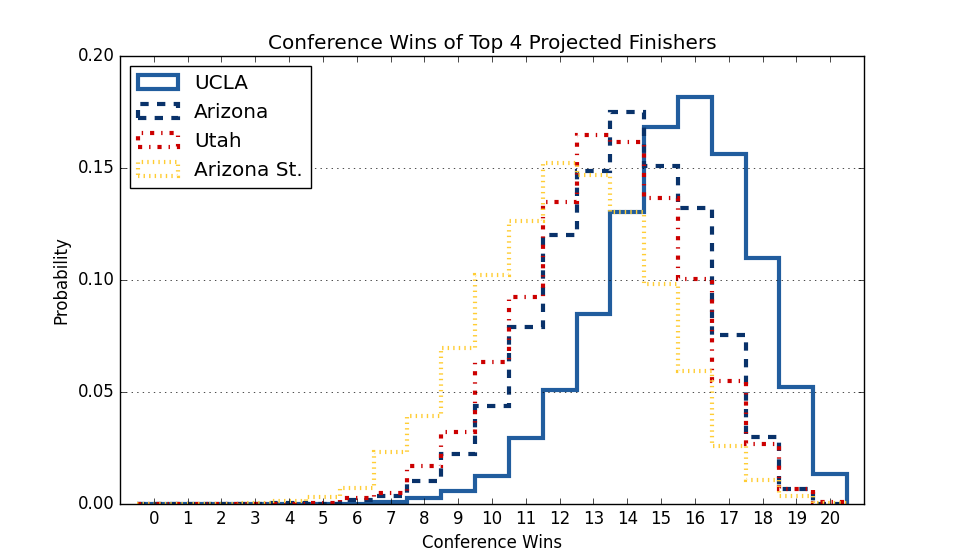 Conference Wins of Top 4 Projected Finishers
0.20
0.15
0.10
0.05
0.00
Probability
UCLA
Arizona
Utah
Arizona St.
0 1 2 3 4 5 6 7 8 9 10 11 12 13 14 15 16 17 18 19 20
Conference Wins